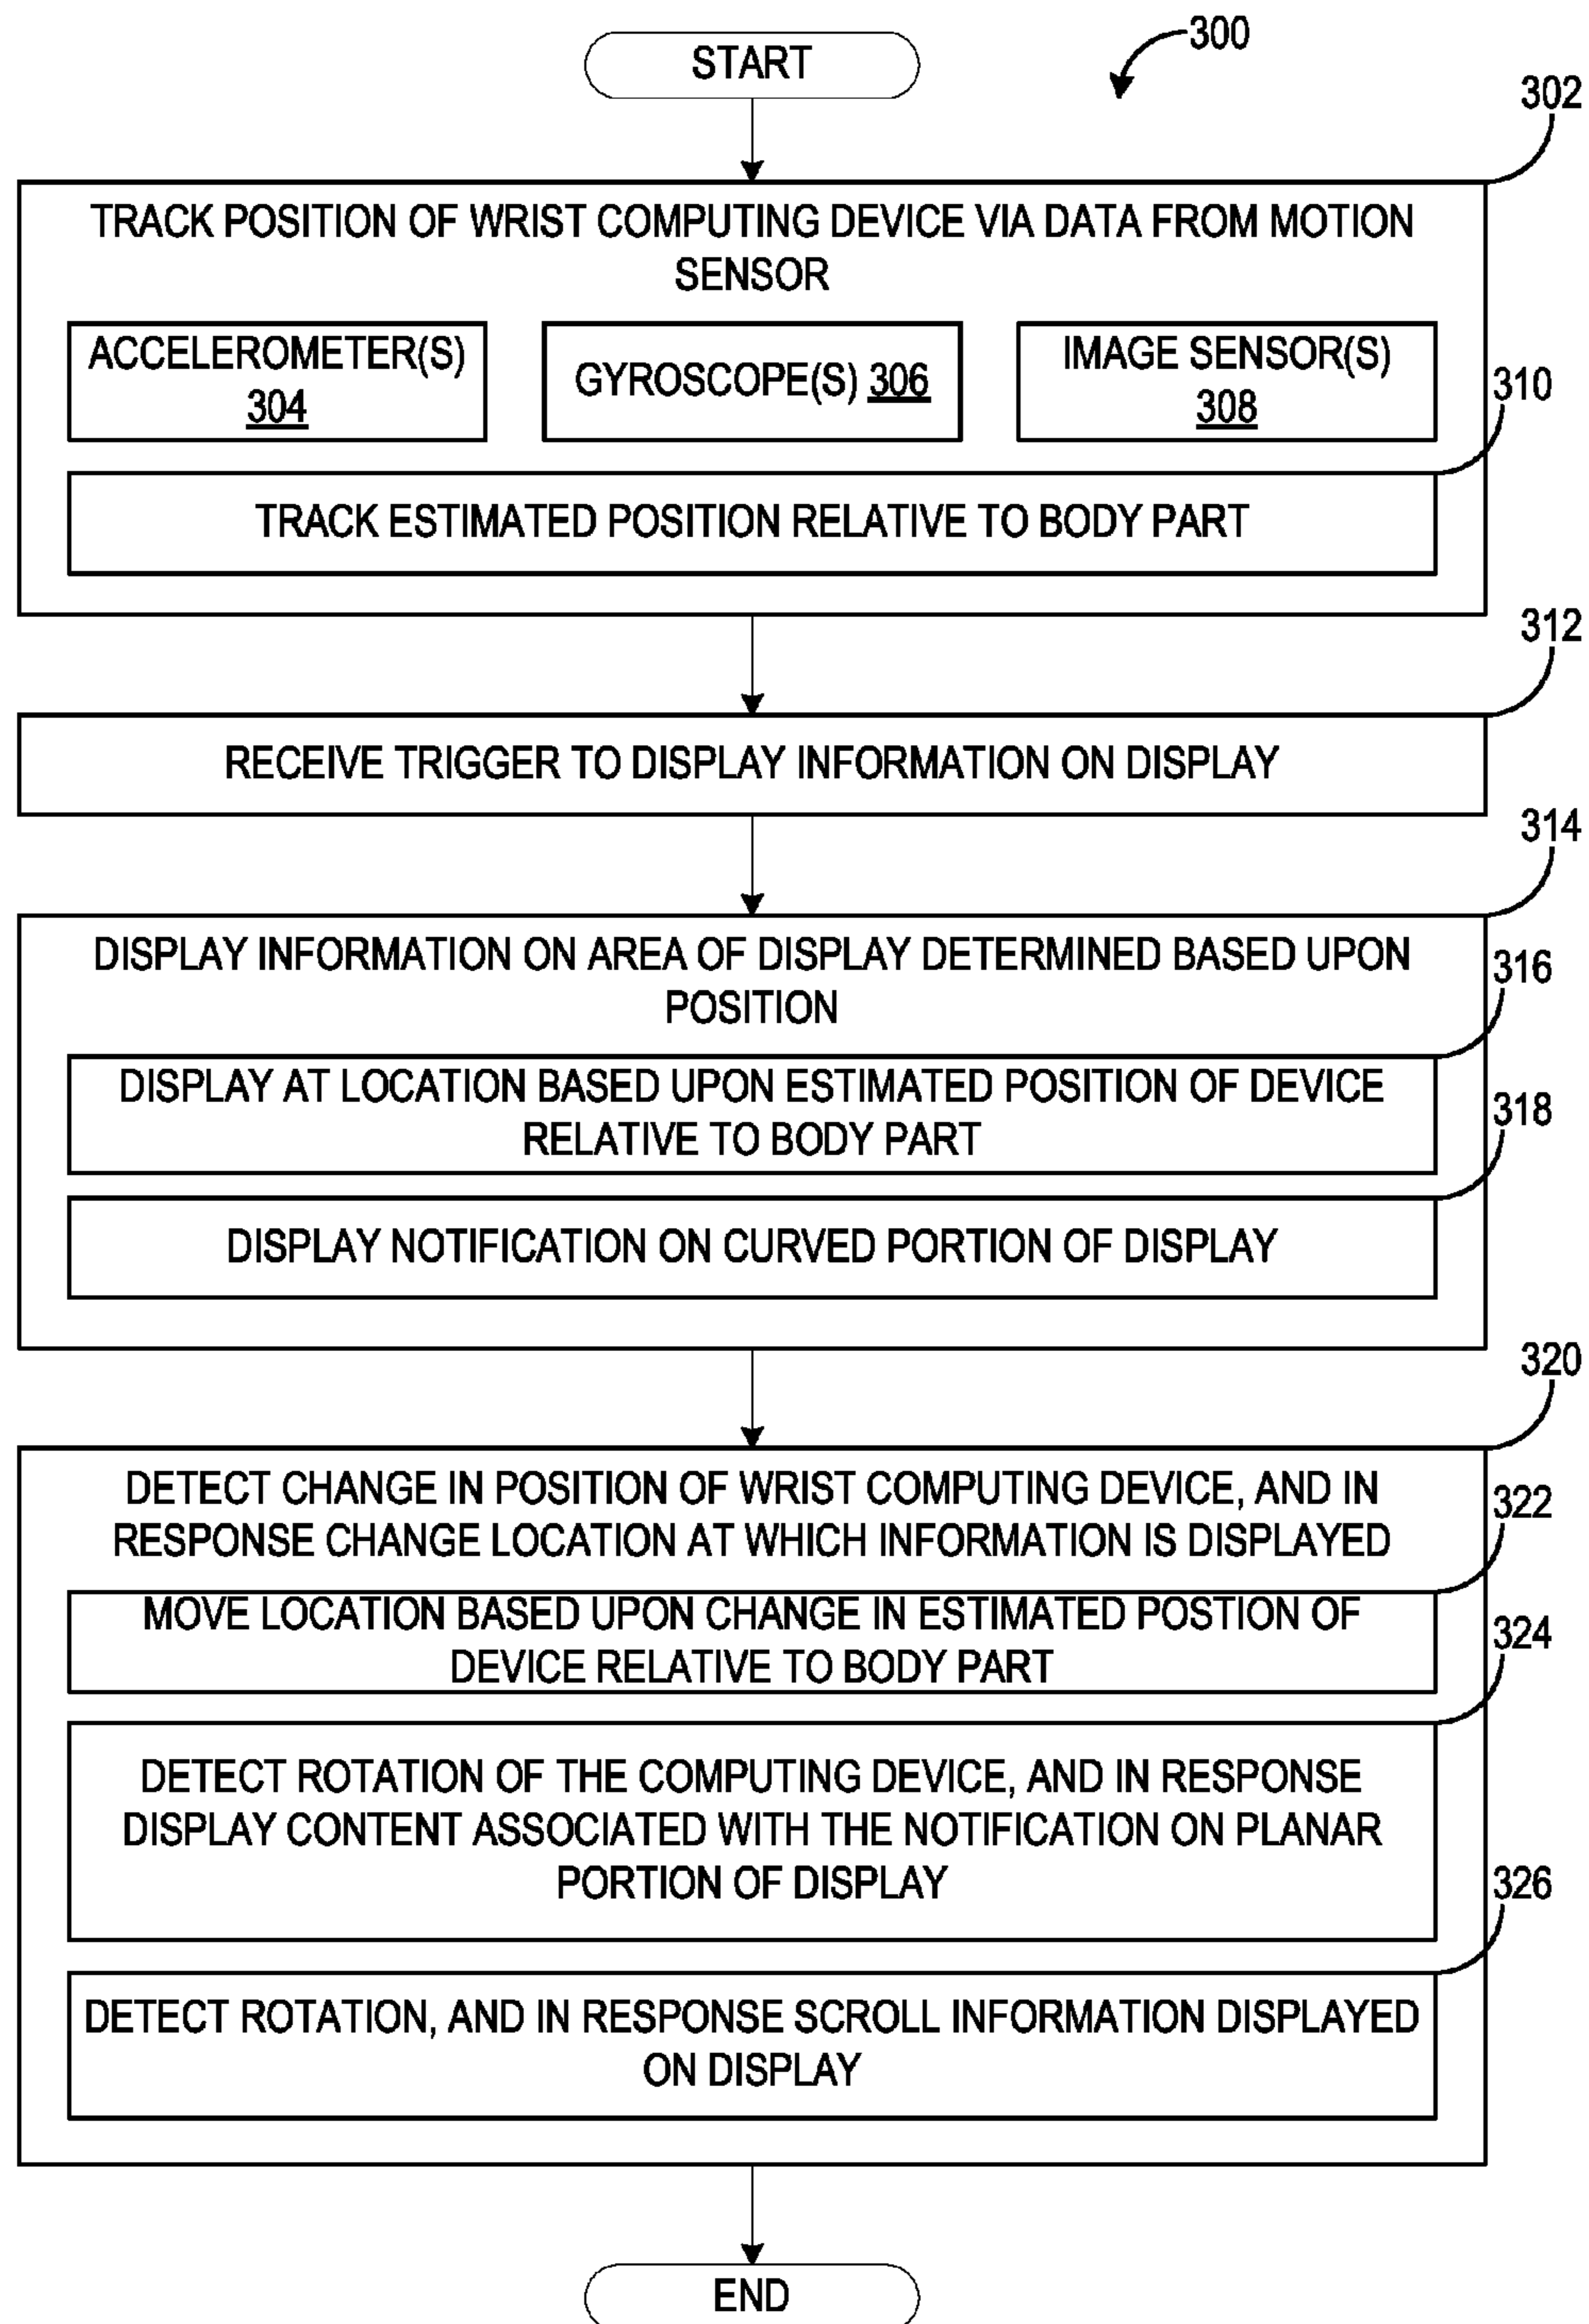 START
300
302
TRACK POSITION OF WRIST COMPUTING DEVICE VIA DATA FROM MOTION
SENSOR
ACCELEROMETER(S)
304
GYROSCOPE(S) 306
IMAGE SENSOR(S)
308
310
TRACK ESTIMATED POSITION RELATIVE TO BODY PART
312
RECEIVE TRIGGER TO DISPLAY INFORMATION ON DISPLAY
314
DISPLAY INFORMATION ON AREA OF DISPLAY DETERMINED BASED UPON
POSITION
316
DISPLAY AT LOCATION BASED UPON ESTIMATED POSITION OF DEVICE
RELATIVE TO BODY PART
318
DISPLAY NOTIFICATION ON CURVED PORTION OF DISPLAY
320
DETECT CHANGE IN POSITION OF WRIST COMPUTING DEVICE, AND IN
RESPONSE CHANGE LOCATION AT WHICH INFORMATION IS DISPLAYED
322
MOVE LOCATION BASED UPON CHANGE IN ESTIMATED POSTION OF
DEVICE RELATIVE TO BODY PART
324
DETECT ROTATION OF THE COMPUTING DEVICE, AND IN RESPONSE
DISPLAY CONTENT ASSOCIATED WITH THE NOTIFICATION ON PLANAR
PORTION OF DISPLAY
326
DETECT ROTATION, AND IN RESPONSE SCROLL INFORMATION DISPLAYED
ON DISPLAY
END